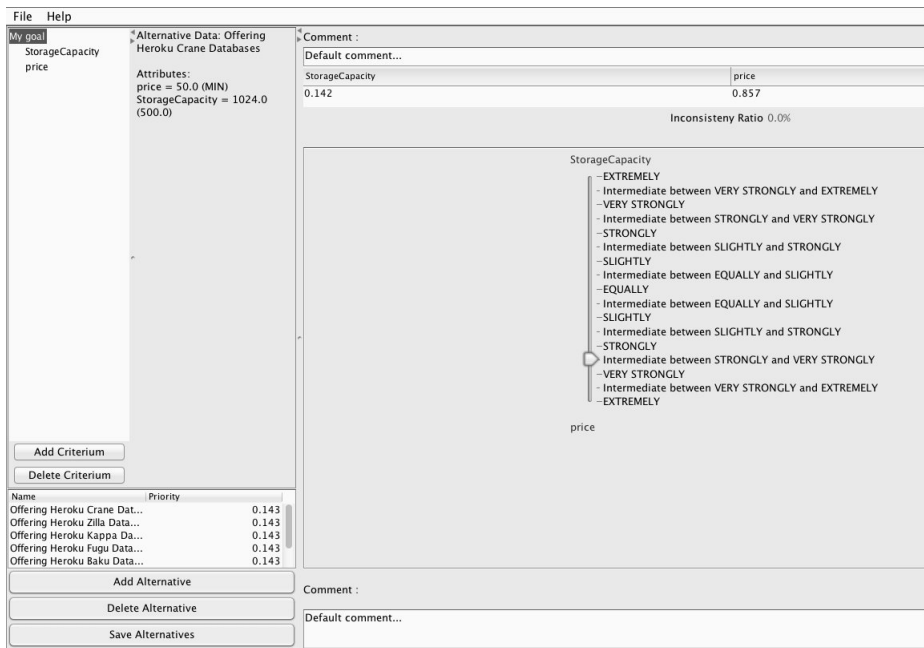 File Help
My goal
StorageCapacity
price
Alternative Data: Offering
Heroku Crane Databases
Attributes:
price = 50.0 (MIN)
StorageCapacity = 1024.0
(500.0)
Add Criterium
Delete Criterium
Name Priority
Offering Heroku Crane Dat... 0.143
Offering Heroku Zilla Data... 0.143
Offering Heroku Kappa Da... 0.143
Offering Heroku Fugu Data... 0.143
Offering Heroku Baku Data... 0.143
Add Alternative
Delete Alternative
Save Alternatives
Comment :
Default comment...
StorageCapacity price
0.142 0.857
Inconsisteny Ratio 0.0%
StorageCapacity
EXTREMELY
Intermediate between VERY STRONGLY and EXTREMELY
VERY STRONGLY
Intermediate between STRONGLY and VERY STRONGLY
STRONGLY
Intermediate between SLIGHTLY and STRONGLY
SLIGHTLY
Intermediate between EQUALLY and SLIGHTLY
EQUALLY
Intermediate between EQUALLY and SLIGHTLY
SLIGHTLY
Intermediate between SLIGHTLY and STRONGLY
STRONGLY
Intermediate between STRONGLY and VERY STRONGLY
VERY STRONGLY
Intermediate between VERY STRONGLY and EXTREMELY
EXTREMELY
price
Comment :
Default comment...